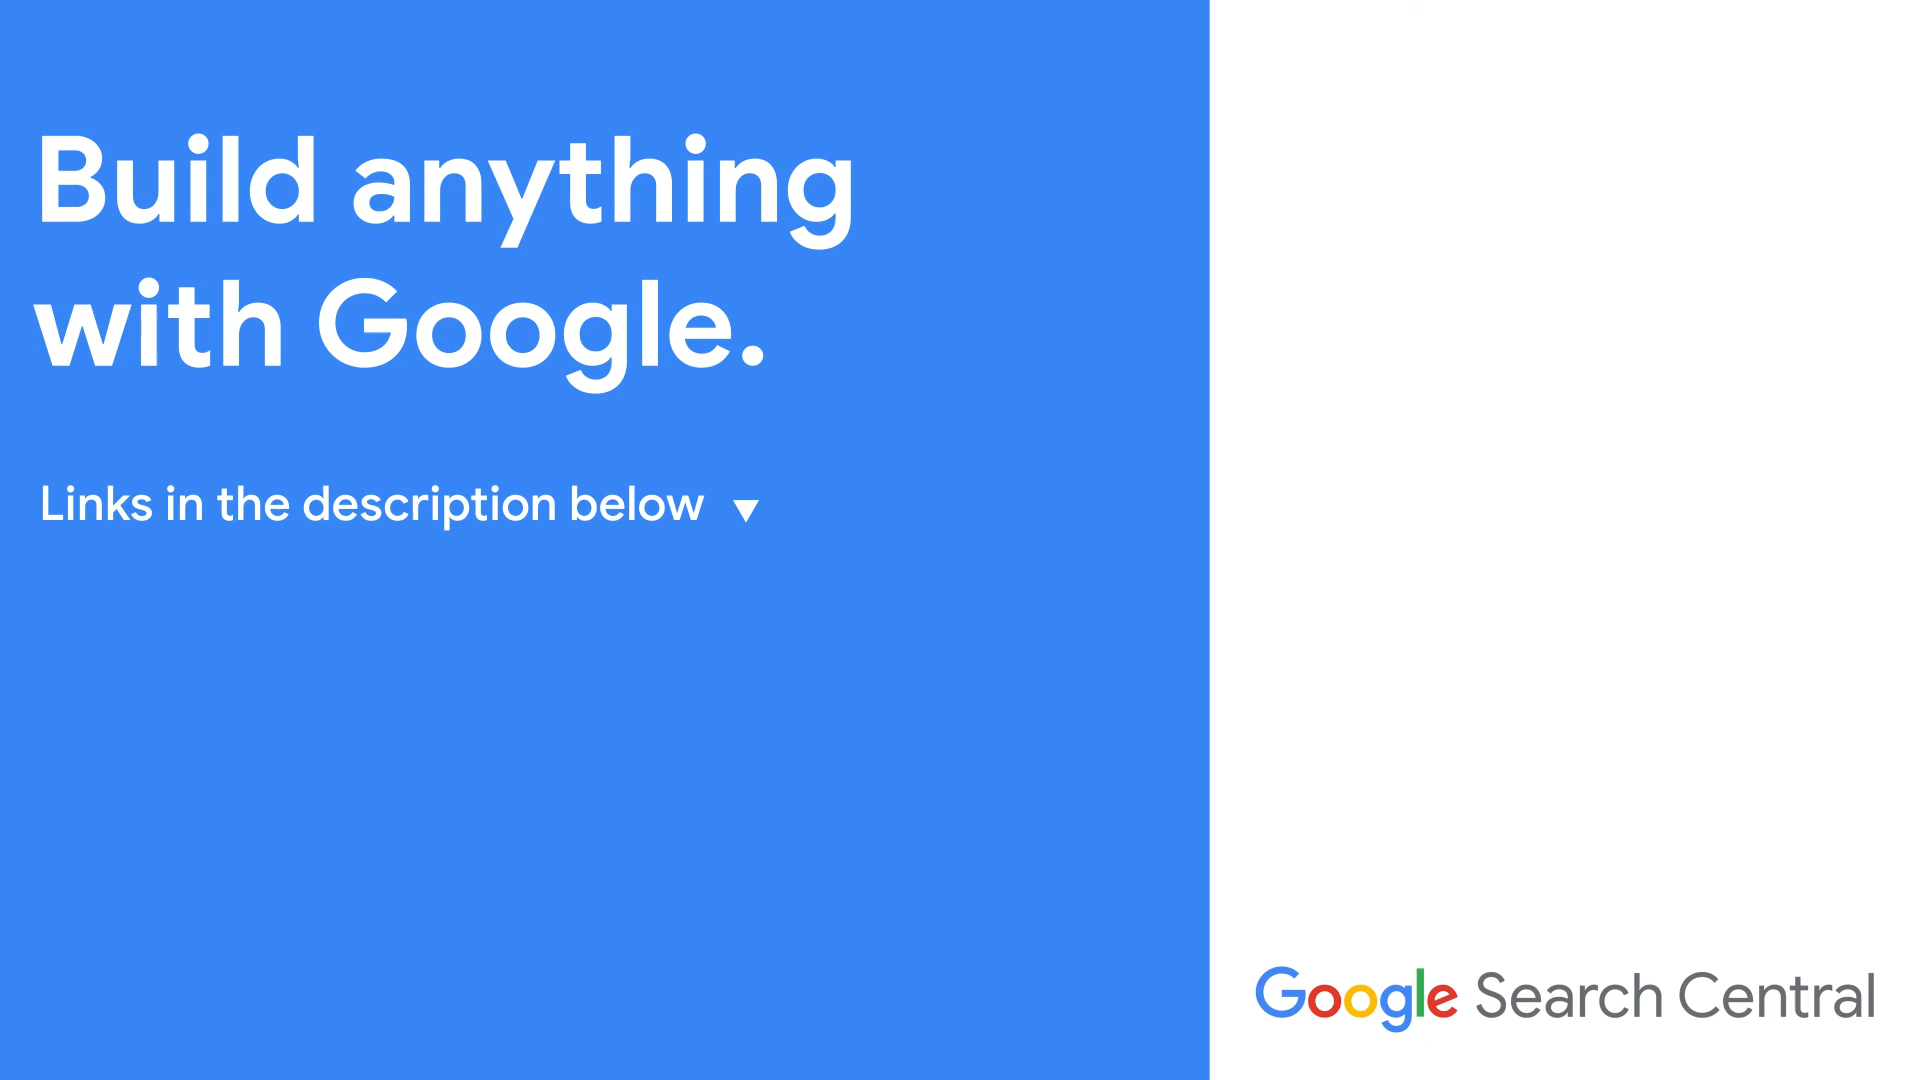 Build anything
with Google.
Links in the description below
Google Search Central